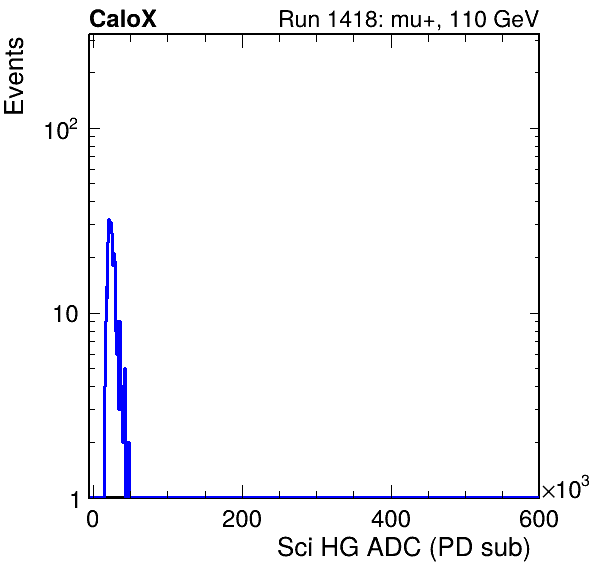 CaloX Run 1418: mu+, 110 GeV
Events
10²
10
1
0 200 400 600
×10³
Sci HG ADC (PD sub)